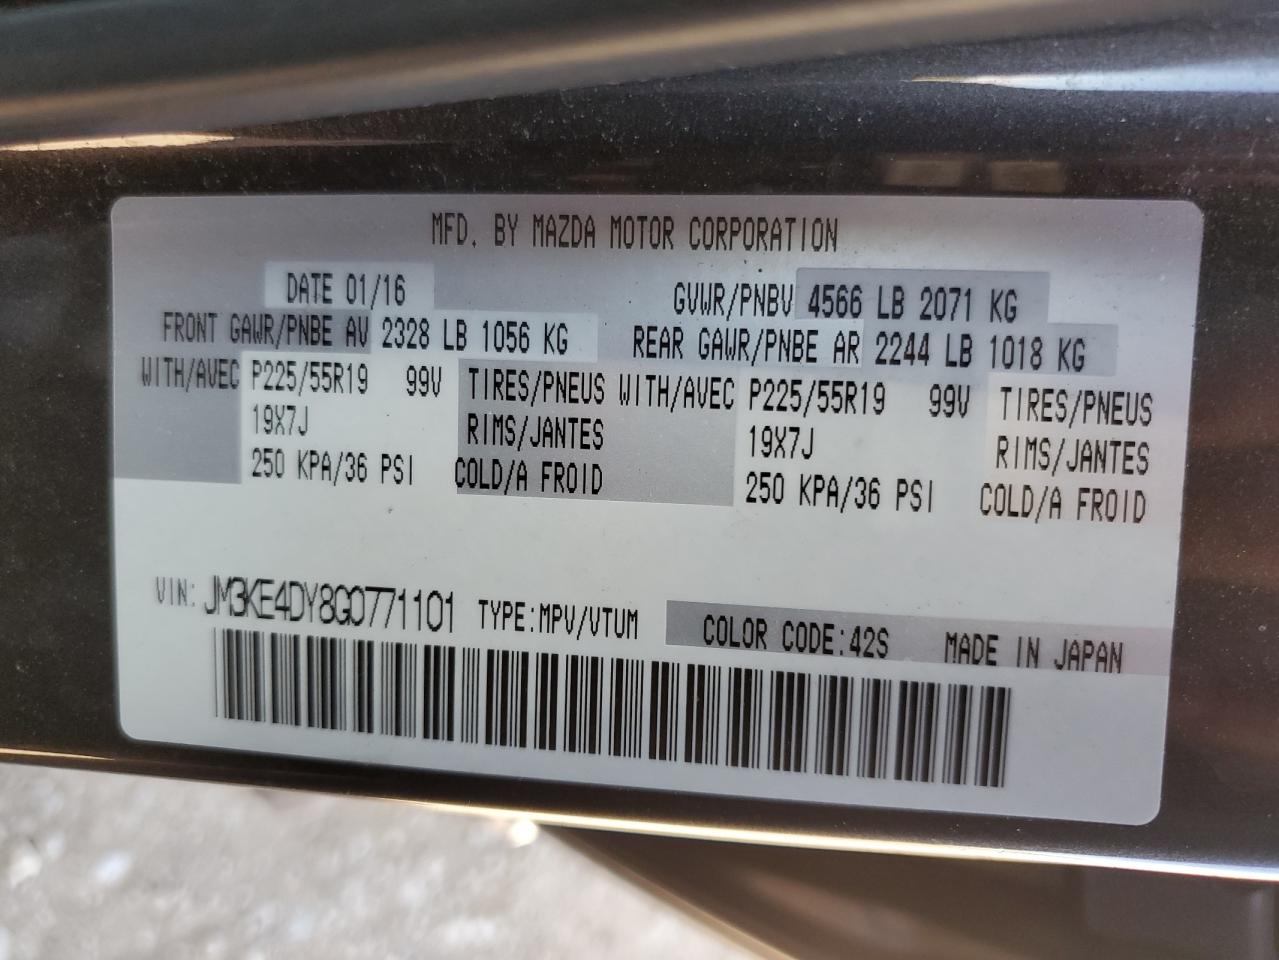 MFD. BY MAZDA MOTOR CORPORATION
DATE 01/16 GVWR/PNBV 4566 LB 2071 KG
FRONT GAWR/PNBE AV 2328 LB 1056 KG REAR GAWR/PNBE AR 2244 LB 1018 KG
WITH/AVEC P225/55R19 99V TIRES/PNEUS WITH/AVEC P225/55R19 99V TIRES/PNEUS
19X7J RIMS/JANTES 19X7J RIMS/JANTES
250 KPA/36 PSI COLD/A FROID 250 KPA/36 PSI COLD/A FROID
VIN: JM3KE4DY8G0771101 TYPE:MPV/VTUM COLOR CODE:42S MADE IN JAPAN